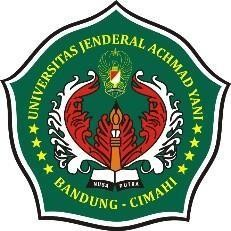 UNIVERSITAS JENDERAL ACHMAD YANI
NUSA PUTRA
BANDUNG - CIMAHI